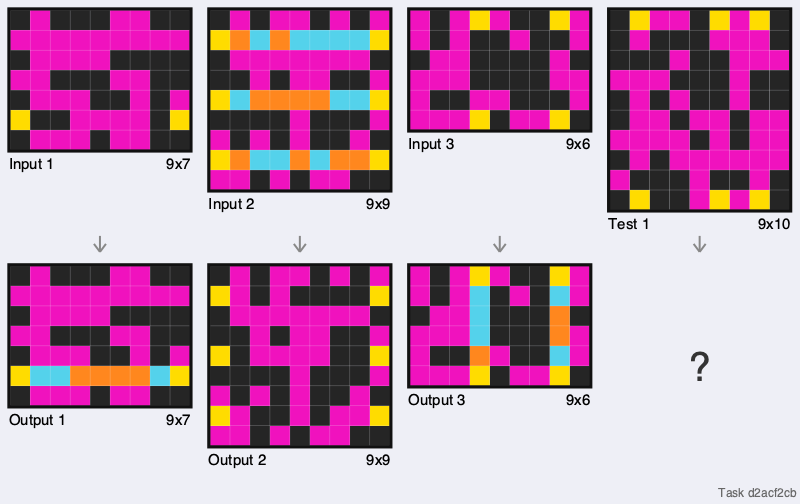 Input 1 9x7
Input 2 9x9
Input 3 9x6
Test 1 9x10
Output 1 9x7
Output 2 9x9
Output 3 9x6
?
Task d2acf2cb